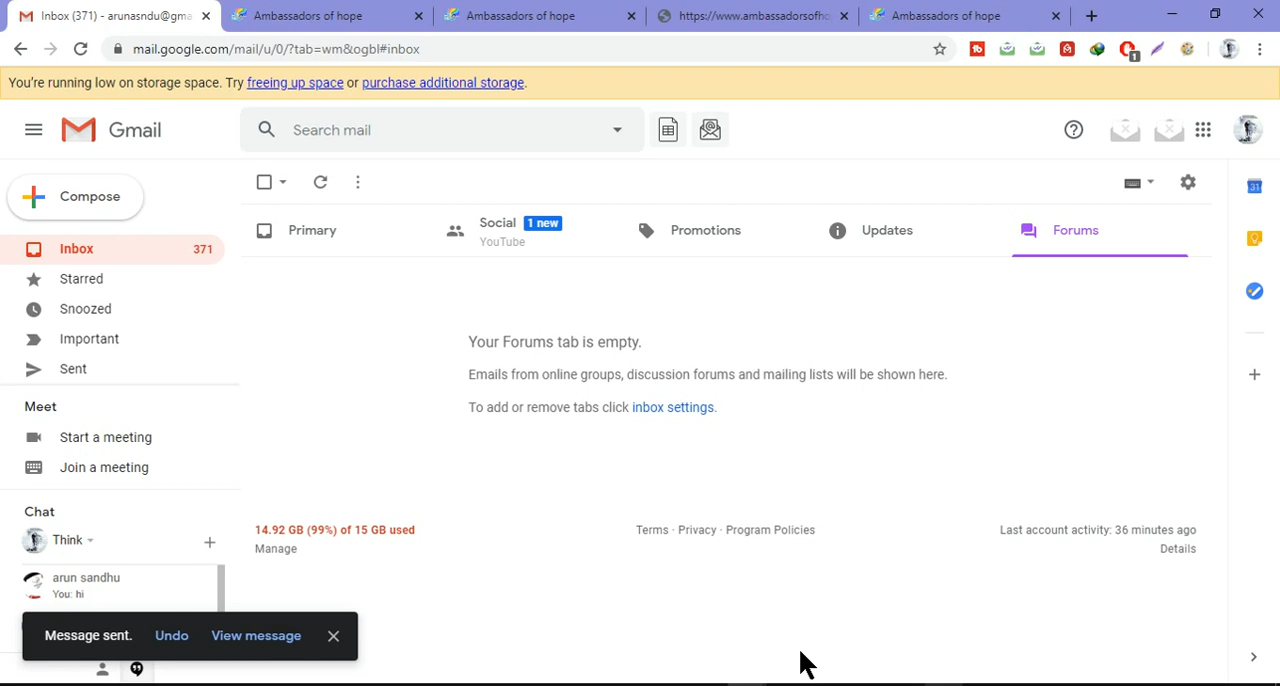 Inbox (371) - arunasndu@gma
Ambassadors of hope
Ambassadors of hope
https://www.ambassadorsofho
Ambassadors of hope
mail.google.com/mail/u/0/?tab=wm&ogbl#inbox
1
You're running low on storage space. Try freeing up space or purchase additional storage.
Gmail
Search mail
Compose
Inbox 371
Starred
Snoozed
Important
Sent
Meet
Start a meeting
Join a meeting
Chat
Think
arun sandhu
You: hi
Primary
Social 1 new
YouTube
Promotions
Updates
Forums
31
Your Forums tab is empty.
Emails from online groups, discussion forums and mailing lists will be shown here.
To add or remove tabs click inbox settings.
14.92 GB (99%) of 15 GB used
Manage
Terms · Privacy · Program Policies
Last account activity: 36 minutes ago
Details
Message sent. Undo View message